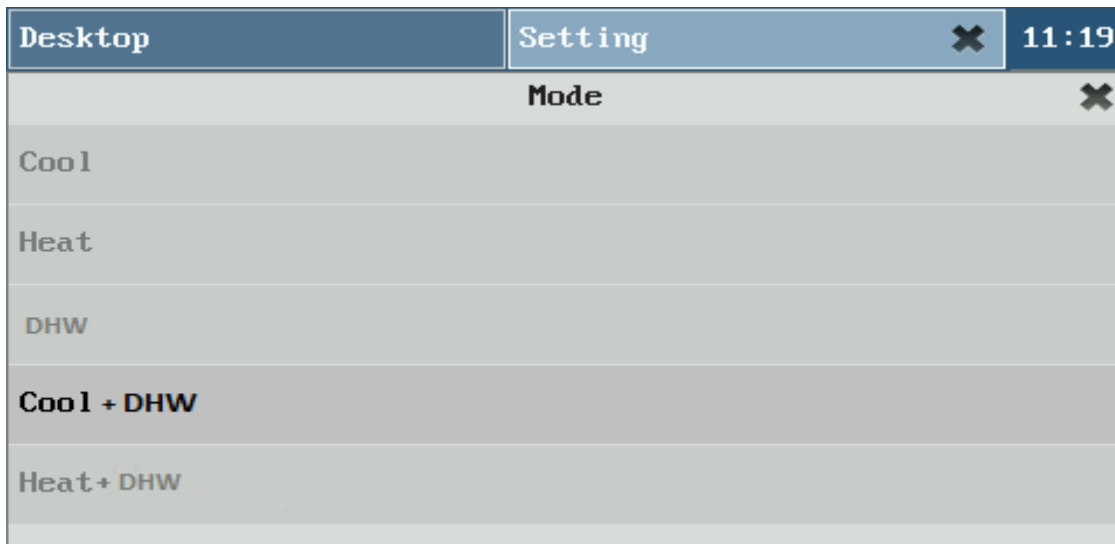 Desktop Setting 11:19
Mode
Cool
Heat
DHW
Cool + DHW
Heat+ DHW